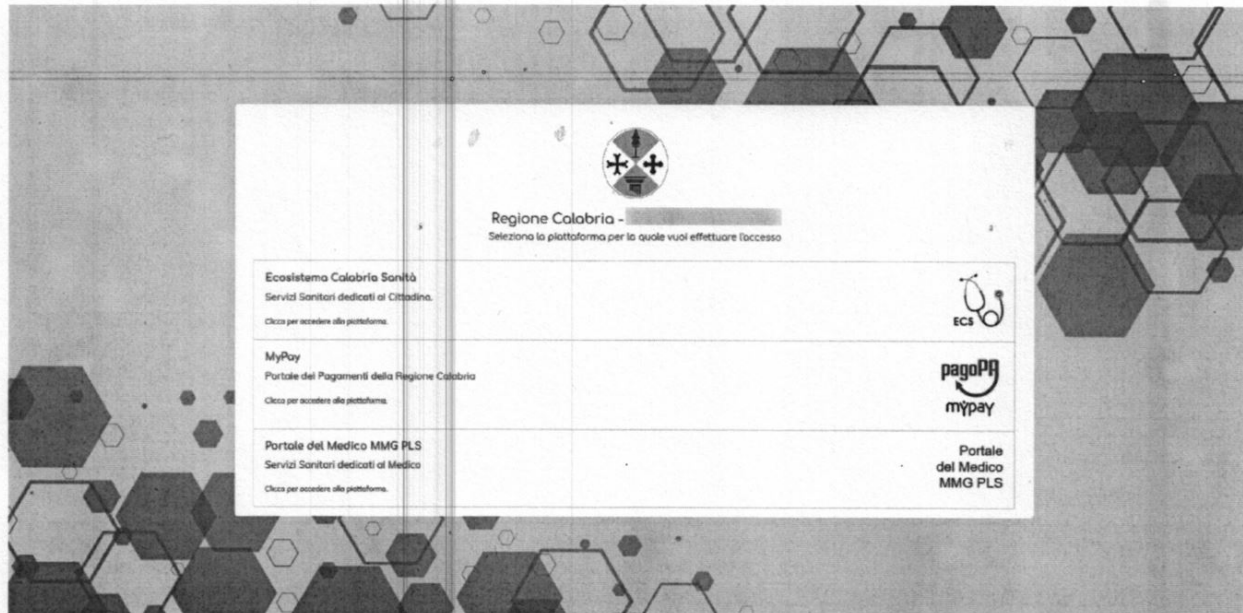 Regione Calabria -
Seleziona la piattaforma per la quale vuoi effettuare l'accesso
Ecosistema Calabria Sanità
Servizi Sanitari dedicati al Cittadino.
Clicca per accedere alla piattaforma.
ECS
MyPay
Portale dei Pagamenti della Regione Calabria
Clicca per accedere alla piattaforma.
pagoPA
mypay
Portale del Medico MMG PLS
Servizi Sanitari dedicati al Medico
Clicca per accedere alla piattaforma.
Portale
del Medico
MMG PLS